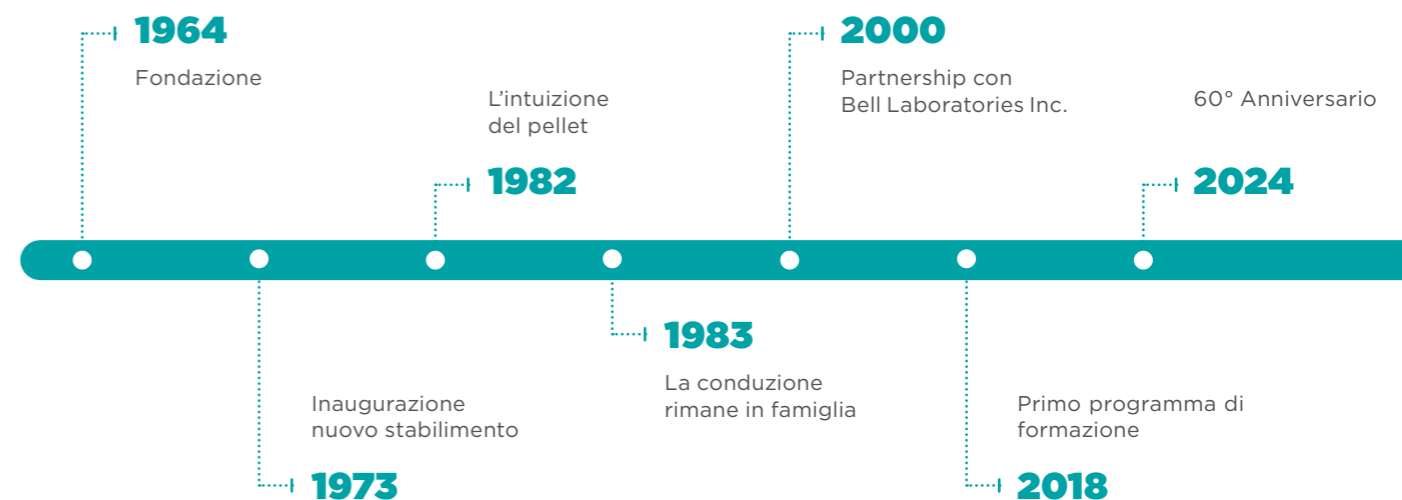 1964
Fondazione
Inaugurazione
nuovo stabilimento
1973
L'intuizione
del pellet
1982
1983
La conduzione
rimane in famiglia
2000
Partnership con
Bell Laboratories Inc.
Primo programma di
formazione
2018
60° Anniversario
2024